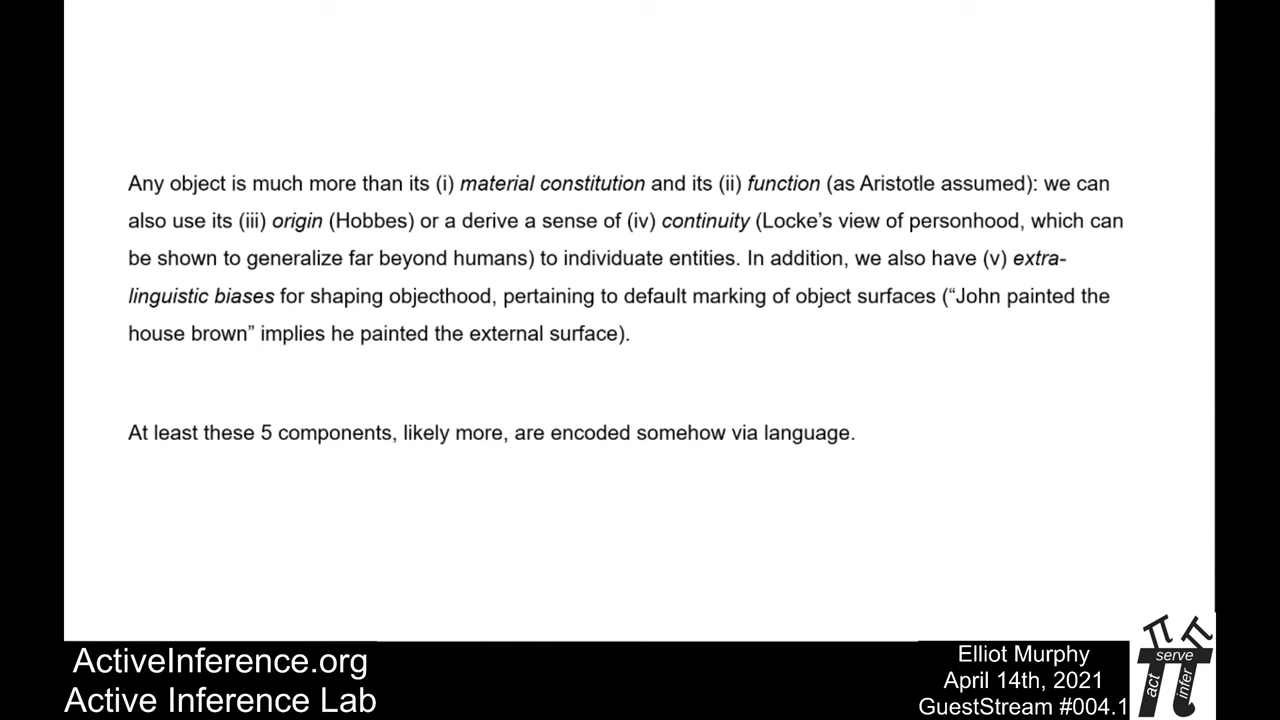 Any object is much more than its (i) material constitution and its (ii) function (as Aristotle assumed): we can
also use its (iii) origin (Hobbes) or a derive a sense of (iv) continuity (Locke's view of personhood, which can
be shown to generalize far beyond humans) to individuate entities. In addition, we also have (v) extra-
linguistic biases for shaping objecthood, pertaining to default marking of object surfaces (“John painted the
house brown” implies he painted the external surface).
At least these 5 components, likely more, are encoded somehow via language.
ActiveInference.org
Active Inference Lab
Elliot Murphy
April 14th, 2021
GuestStream #004.1
serve
act
infer